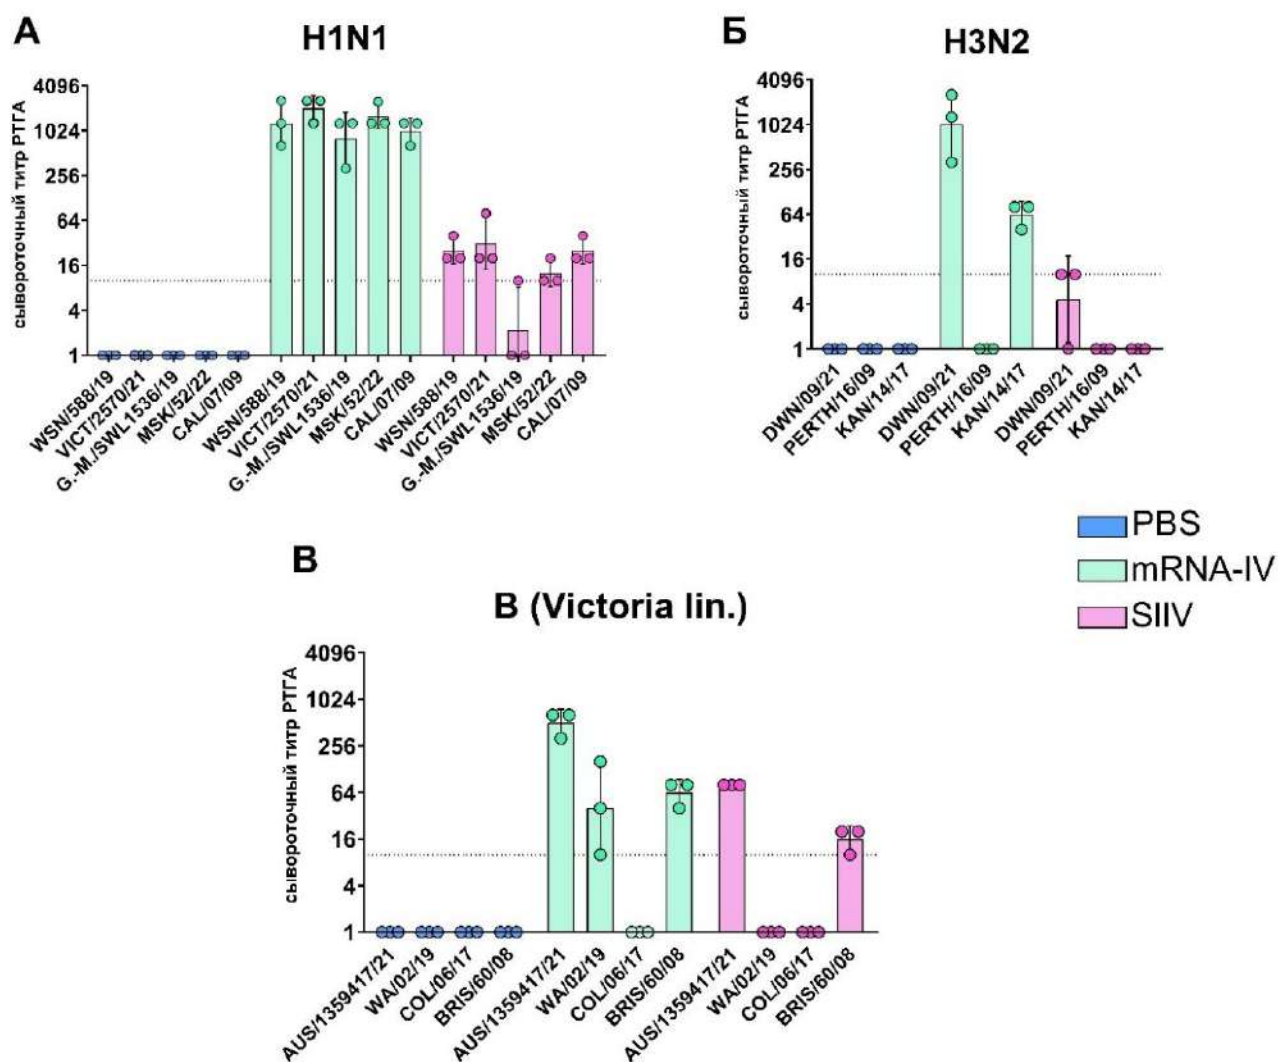 А
H1N1
сывороточный титр РТГА
4096
1024
256
64
16
4
1
WSN/588/19
VICT/2570/21
G.-M./SWL1536/19
MSK/52/22
CAL/07/09
WSN/588/19
VICT/2570/21
G.-M./SWL1536/19
MSK/52/22
CAL/07/09
WSN/588/19
VICT/2570/21
G.-M./SWL1536/19
MSK/52/22
CAL/07/09
Б
H3N2
сывороточный титр РТГА
4096
1024
256
64
16
4
1
DWN/09/21
PERTH/16/09
KAN/14/17
DWN/09/21
PERTH/16/09
KAN/14/17
DWN/09/21
PERTH/16/09
KAN/14/17
PBS
mRNA-IV
SIIV
В
B (Victoria lin.)
сывороточный титр РТГА
4096
1024
256
64
16
4
1
AUS/1359417/21
WA/02/19
COL/06/17
BRIS/60/08
AUS/1359417/21
WA/02/19
COL/06/17
BRIS/60/08
AUS/1359417/21
WA/02/19
COL/06/17
BRIS/60/08